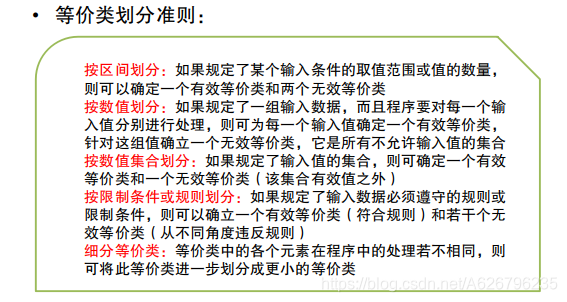 • 等价类划分准则：
按区间划分：如果规定了某个输入条件的取值范围或值的数量，
则可以确定一个有效等价类和两个无效等价类
按数值划分：如果规定了一组输入数据，而且程序要对每一个输
入值分别进行处理，则可为每一个输入值确定一个有效等价类，
针对这组值确立一个无效等价类，它是所有不允许输入值的集合
按数值集合划分：如果规定了输入值的集合，则可确定一个有效
等价类和一个无效等价类（该集合有效值之外）
按限制条件或规则划分：如果规定了输入数据必须遵守的规则或
限制条件，则可以确立一个有效等价类（符合规则）和若干个无
效等价类（从不同角度违反规则）
细分等价类：等价类中的各个元素在程序中的处理若不相同，则
可将此等价类进一步划分成更小的等价类
https://blog.csdn.net/A626796235